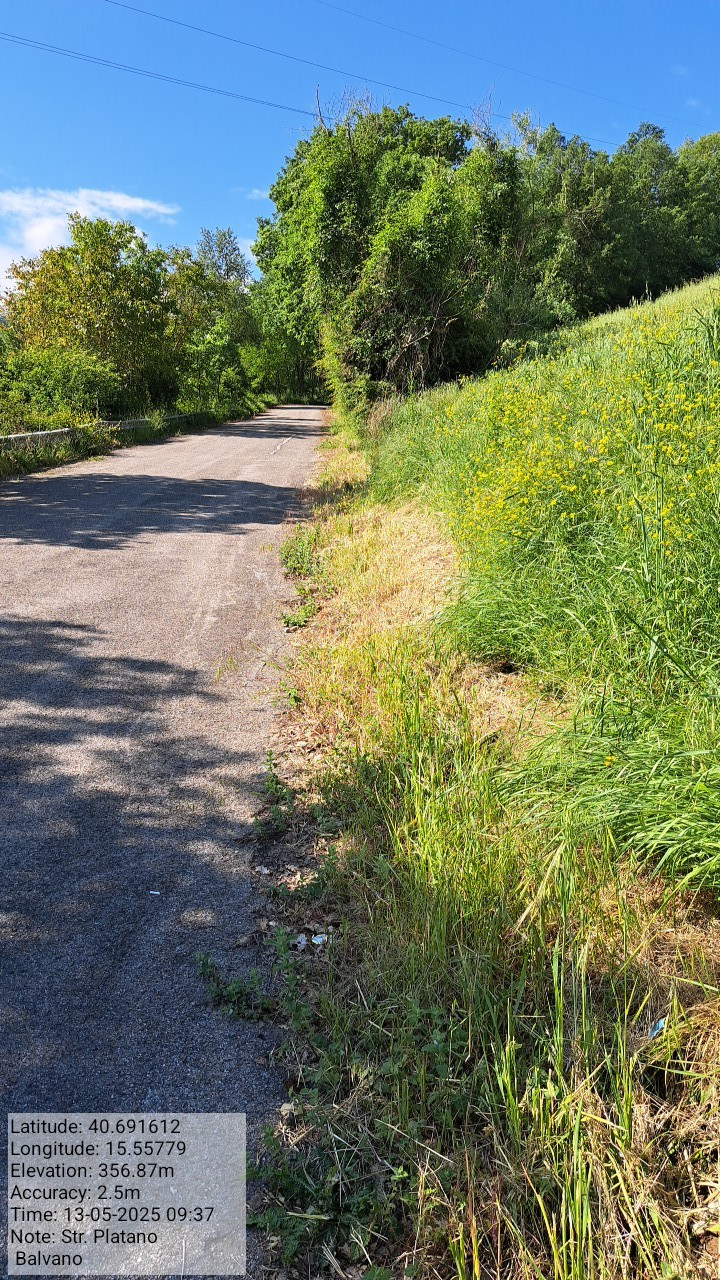 Latitude: 40.691612
Longitude: 15.55779
Elevation: 356.87m
Accuracy: 2.5m
Time: 13-05-2025 09:37
Note: Str. Platano
Balvano